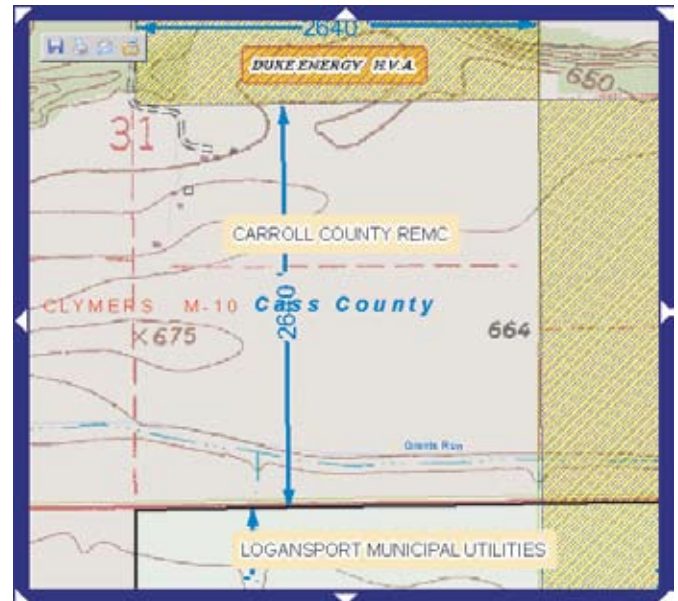 2640
DUKE ENERGY H.V.A.
650
31
CARROLL COUNTY REMC
CLYMERS M-10 Cass County
2640
675
664
Grants Run
LOGANSPORT MUNICIPAL UTILITIES